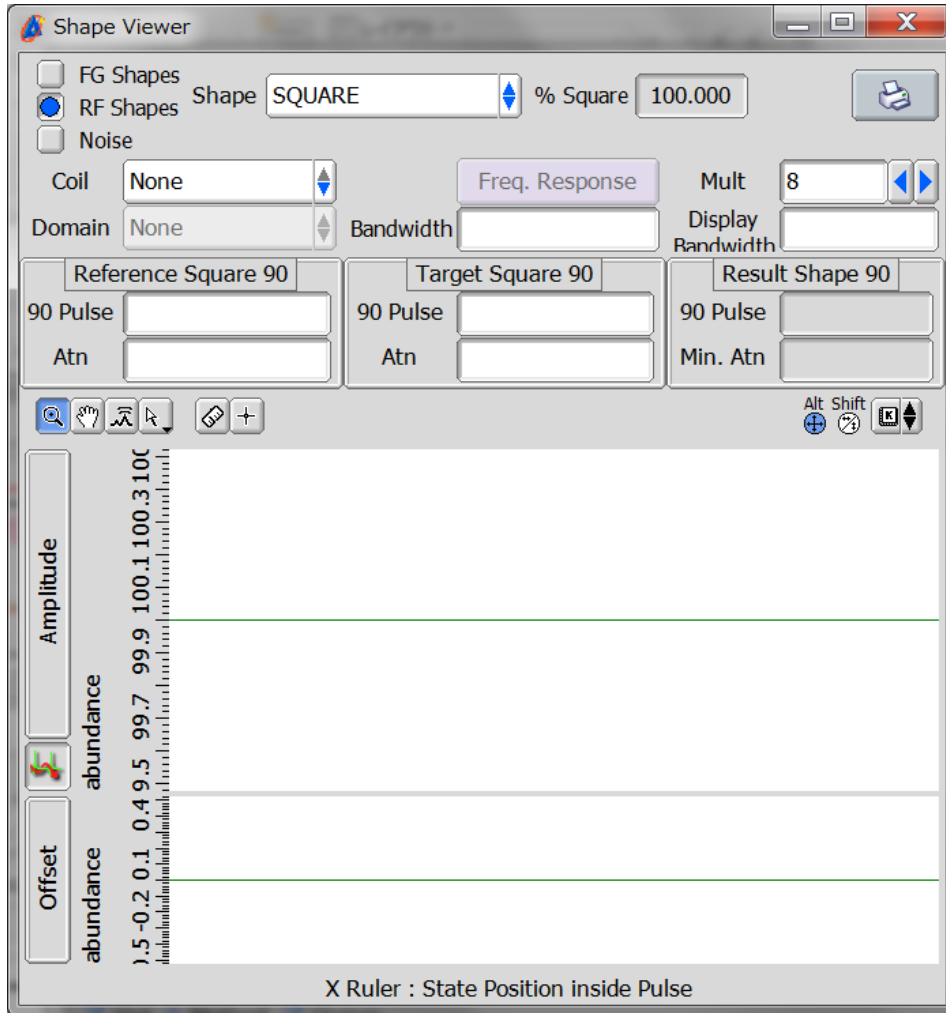 Shape Viewer
FG Shapes
RF Shapes
Noise
Shape SQUARE % Square 100.000
Coil None Freq. Response Mult 8
Domain None Bandwidth Display Bandwidth
Reference Square 90 Target Square 90 Result Shape 90
90 Pulse 90 Pulse 90 Pulse
Atn Atn Min. Atn
Alt Shift
K
Amplitude
abundance
100.3
100.1
99.9
99.7
9.5
Offset
abundance
0.4
0.1
-0.2
X Ruler : State Position inside Pulse